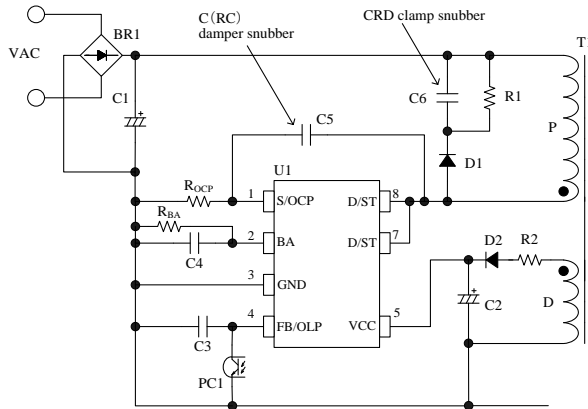 C(RC)
damper snubber
CRD clamp snubber
BR1
VAC
C1
T1
C6
R1
P
C5
D1
U1
ROCP
1
S/OCP
D/ST
8
RBA
2
BA
D/ST
7
C4
D2
R2
3
GND
C2
D
4
FB/OLP
VCC
5
C3
PC1